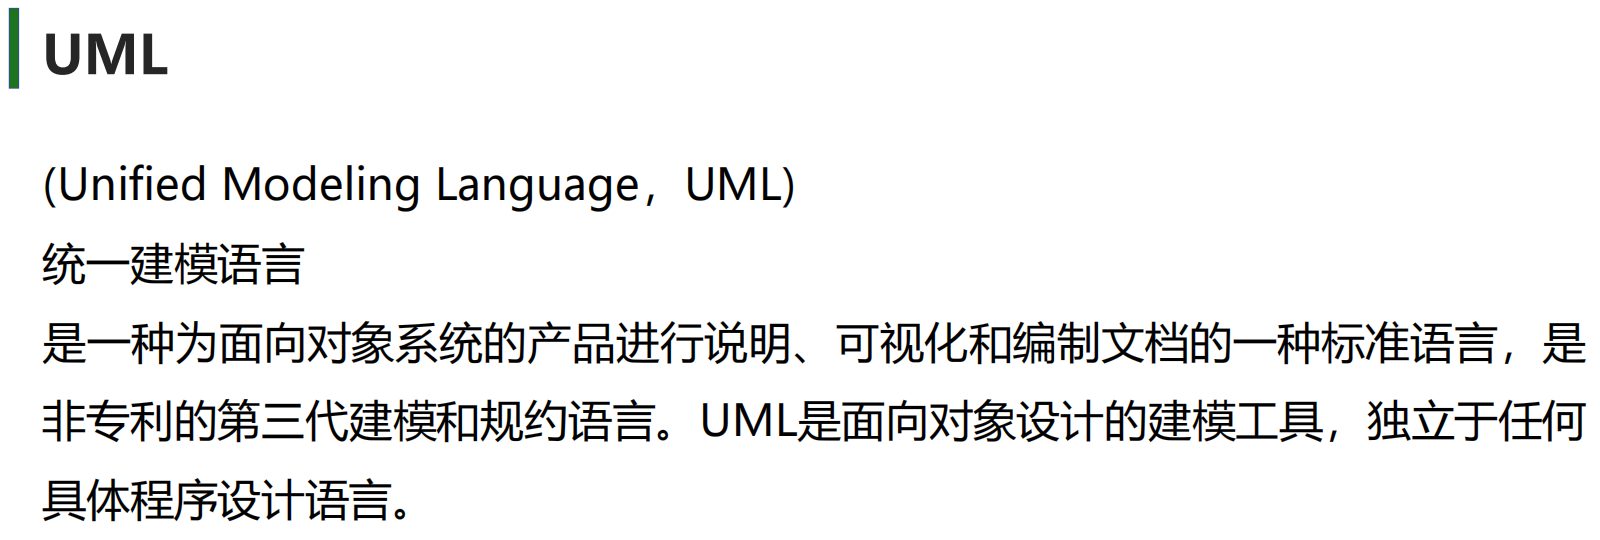 UML
(Unified Modeling Language，UML)
统一建模语言
是一种为面向对象系统的产品进行说明、可视化和编制文档的一种标准语言，是
非专利的第三代建模和规约语言。UML是面向对象设计的建模工具，独立于任何
具体程序设计语言。